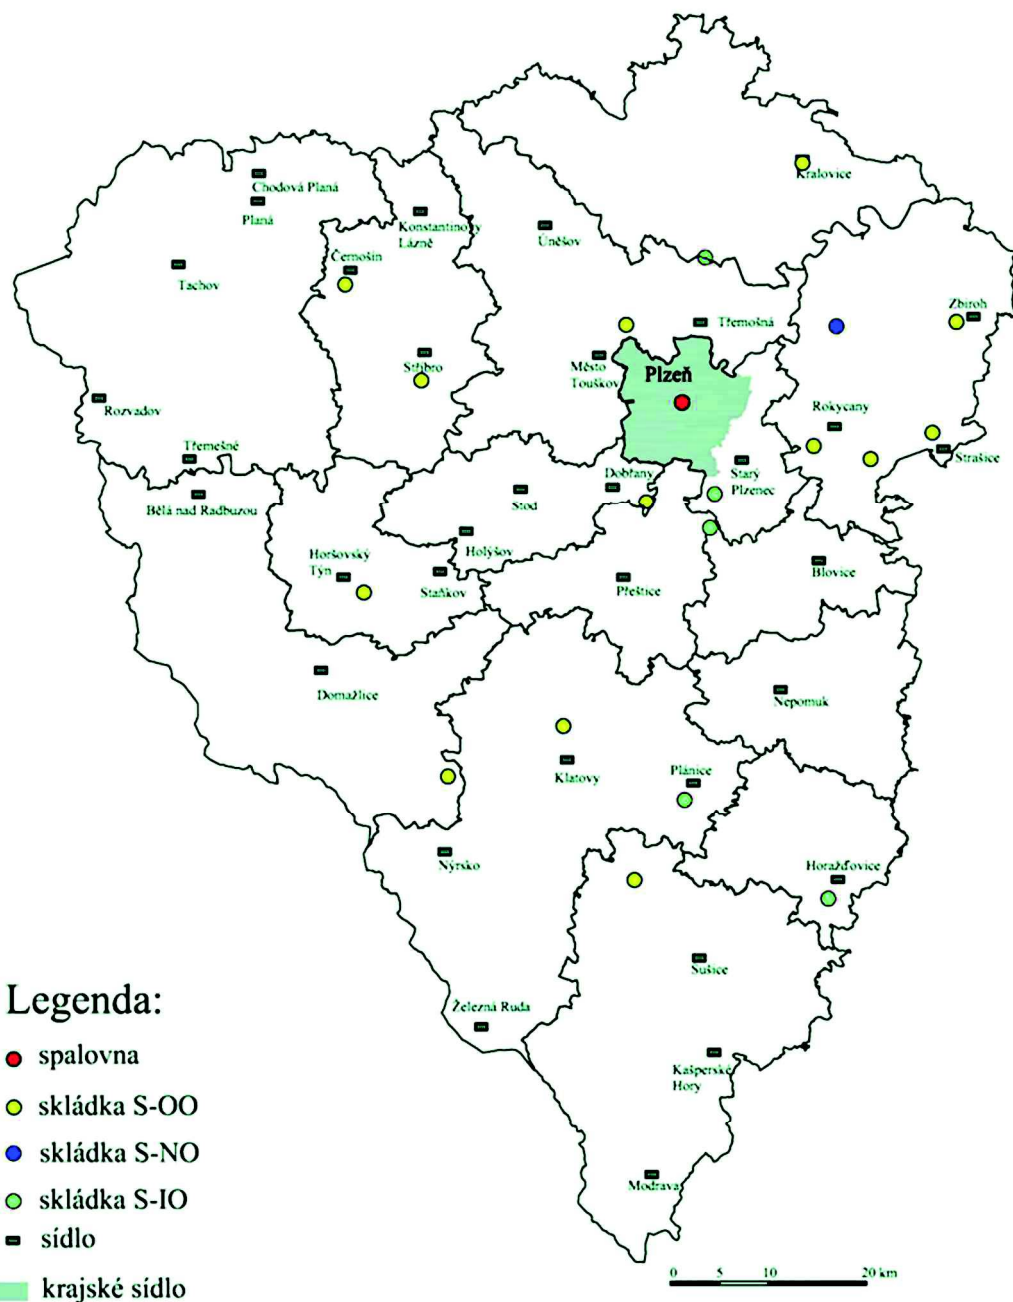 Kralovice
Chodová Planá
Planá
Konstantinovy
Lázně
Úněšov
Černošín
Tachov
Zbiroh
Třemošná
Stříbro
Město
Touškov
Plzeň
Rozvadov
Rokycany
Třemešné
Strašice
Dobřany
Starý
Plzenec
Bělá nad Radbuzou
Stod
Holýšov
Horšovský
Týn
Staňkov
Přeštice
Blovice
Domažlice
Nepomuk
Klatovy
Plánice
Nýrsko
Horažďovice
Sušice
Železná Ruda
Kašperské
Hory
Modrava
Legenda:
spalovna
skládka S-OO
skládka S-NO
skládka S-IO
sídlo
krajské sídlo
0 5 10 20 km